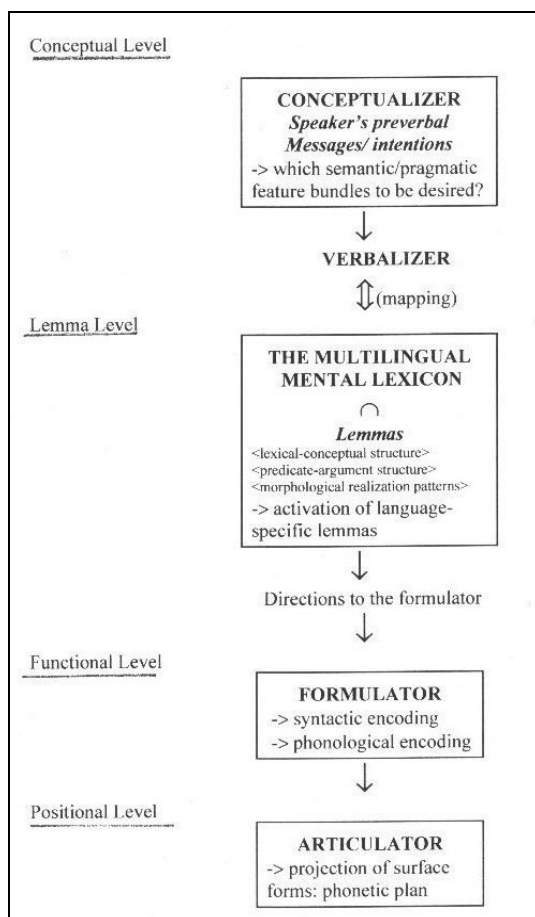 Conceptual Level
CONCEPTUALIZER
Speaker's preverbal
Messages/ intentions
-> which semantic/pragmatic
feature bundles to be desired?
VERBALIZER
(mapping)
Lemma Level
THE MULTILINGUAL
MENTAL LEXICON
Lemmas
<lexical-conceptual structure>
<predicate-argument structure>
<morphological realization patterns>
-> activation of language-
specific lemmas
Directions to the formulator
Functional Level
FORMULATOR
-> syntactic encoding
-> phonological encoding
Positional Level
ARTICULATOR
-> projection of surface
forms: phonetic plan